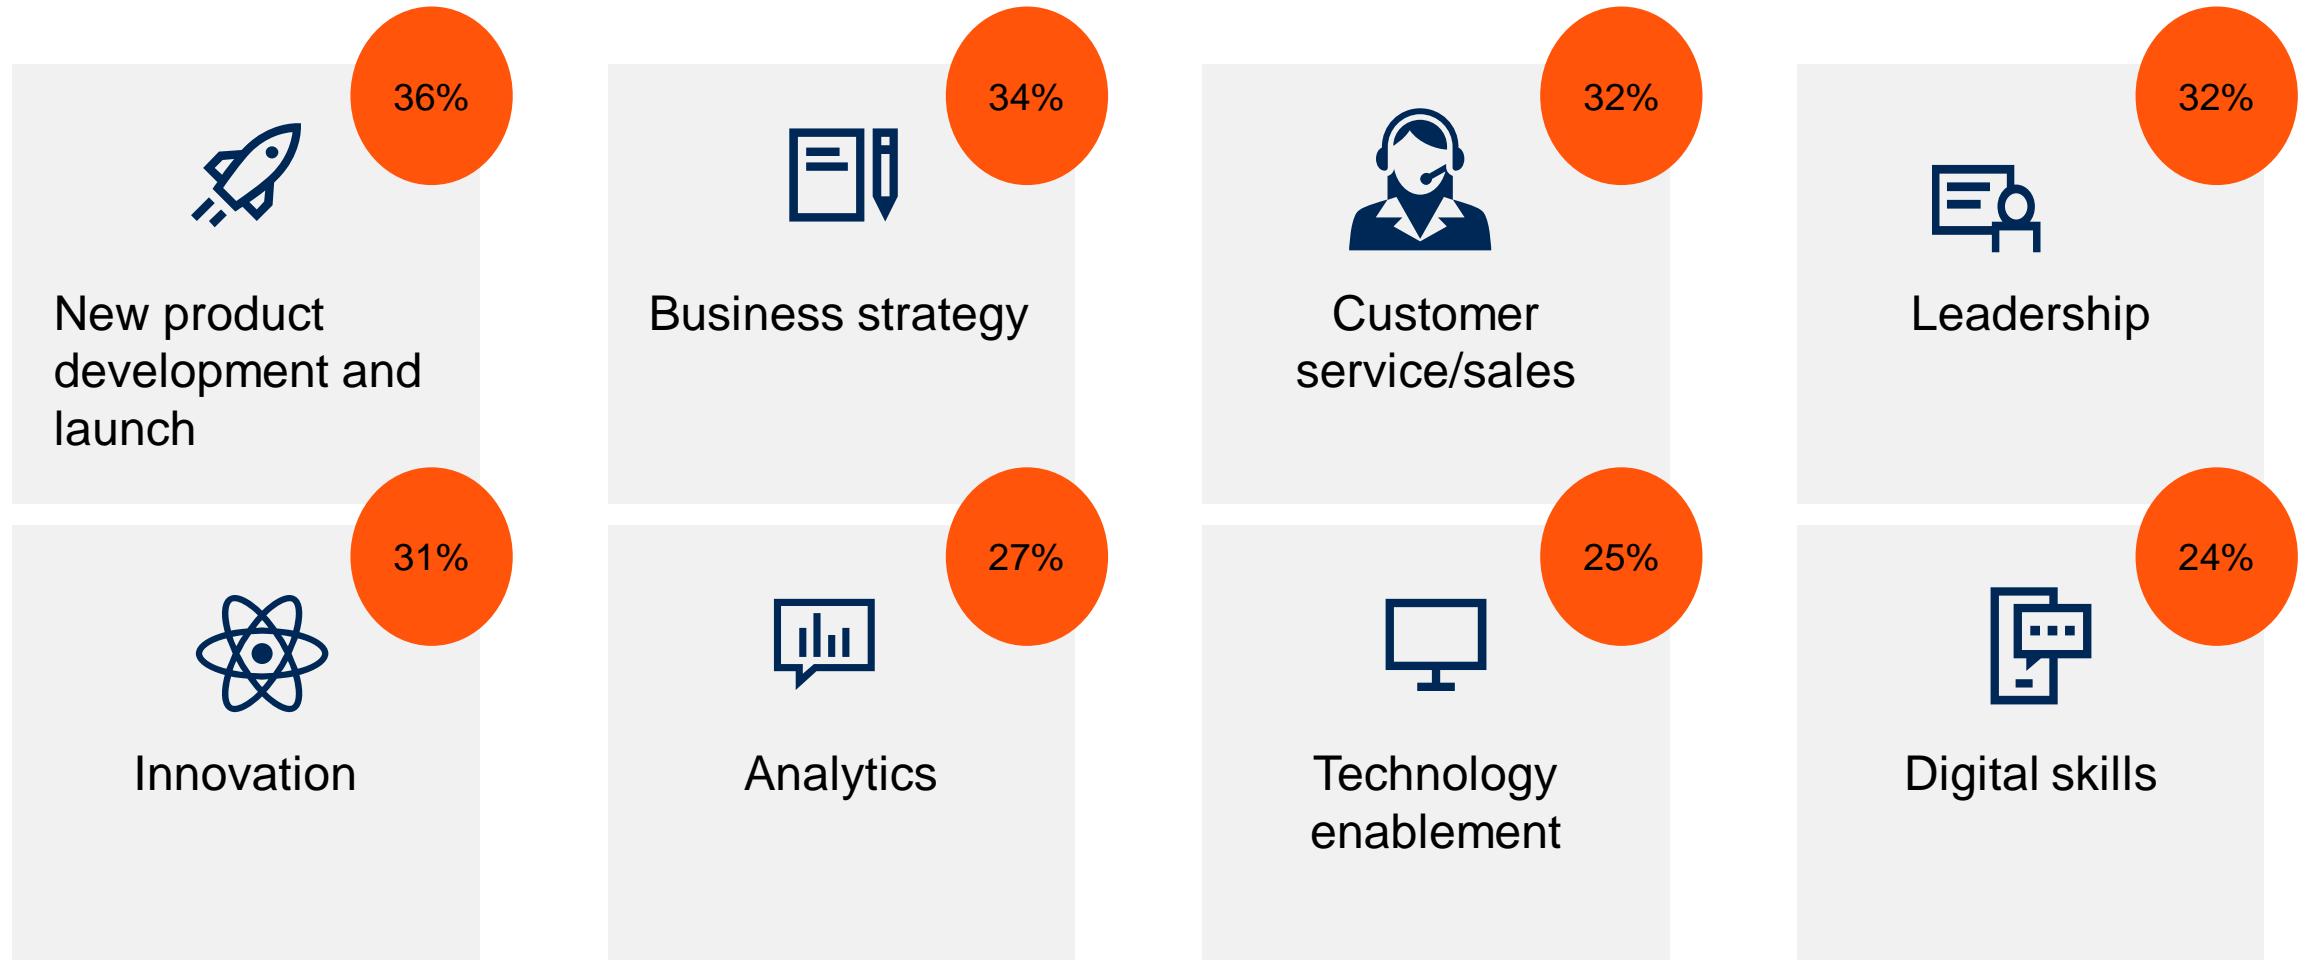 36%
New product
development and
launch
34%
Business strategy
32%
Customer
service/sales
32%
Leadership
31%
Innovation
27%
Analytics
25%
Technology
enablement
24%
Digital skills